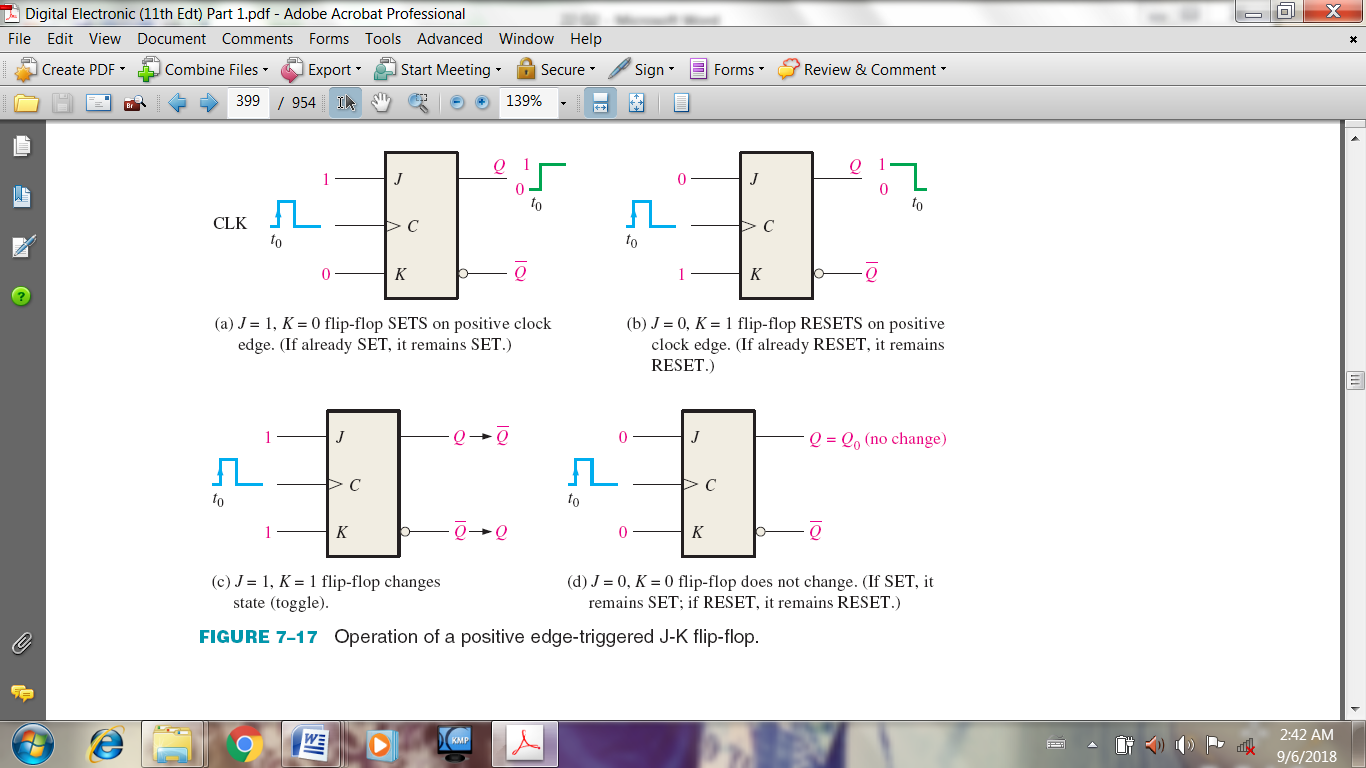 Digital Electronic (11th Edt) Part 1.pdf - Adobe Acrobat Professional
File Edit View Document Comments Forms Tools Advanced Window Help
Create PDF Combine Files Export Start Meeting Secure Sign Forms Review & Comment
399 / 954 139%
1 J Q 1 0 t0
CLK t0 C
0 K Q̅
0 J Q 1 0 t0
t0 C
1 K Q̅
(a) J = 1, K = 0 flip-flop SETS on positive clock
edge. (If already SET, it remains SET.)
(b) J = 0, K = 1 flip-flop RESETS on positive
clock edge. (If already RESET, it remains
RESET.)
1 J Q → Q̅
t0 C
1 K Q̅ → Q
0 J Q = Q0 (no change)
t0 C
0 K Q̅
(c) J = 1, K = 1 flip-flop changes
state (toggle).
(d) J = 0, K = 0 flip-flop does not change. (If SET, it
remains SET; if RESET, it remains RESET.)
FIGURE 7–17 Operation of a positive edge-triggered J-K flip-flop.
KMP
2:42 AM
9/6/2018